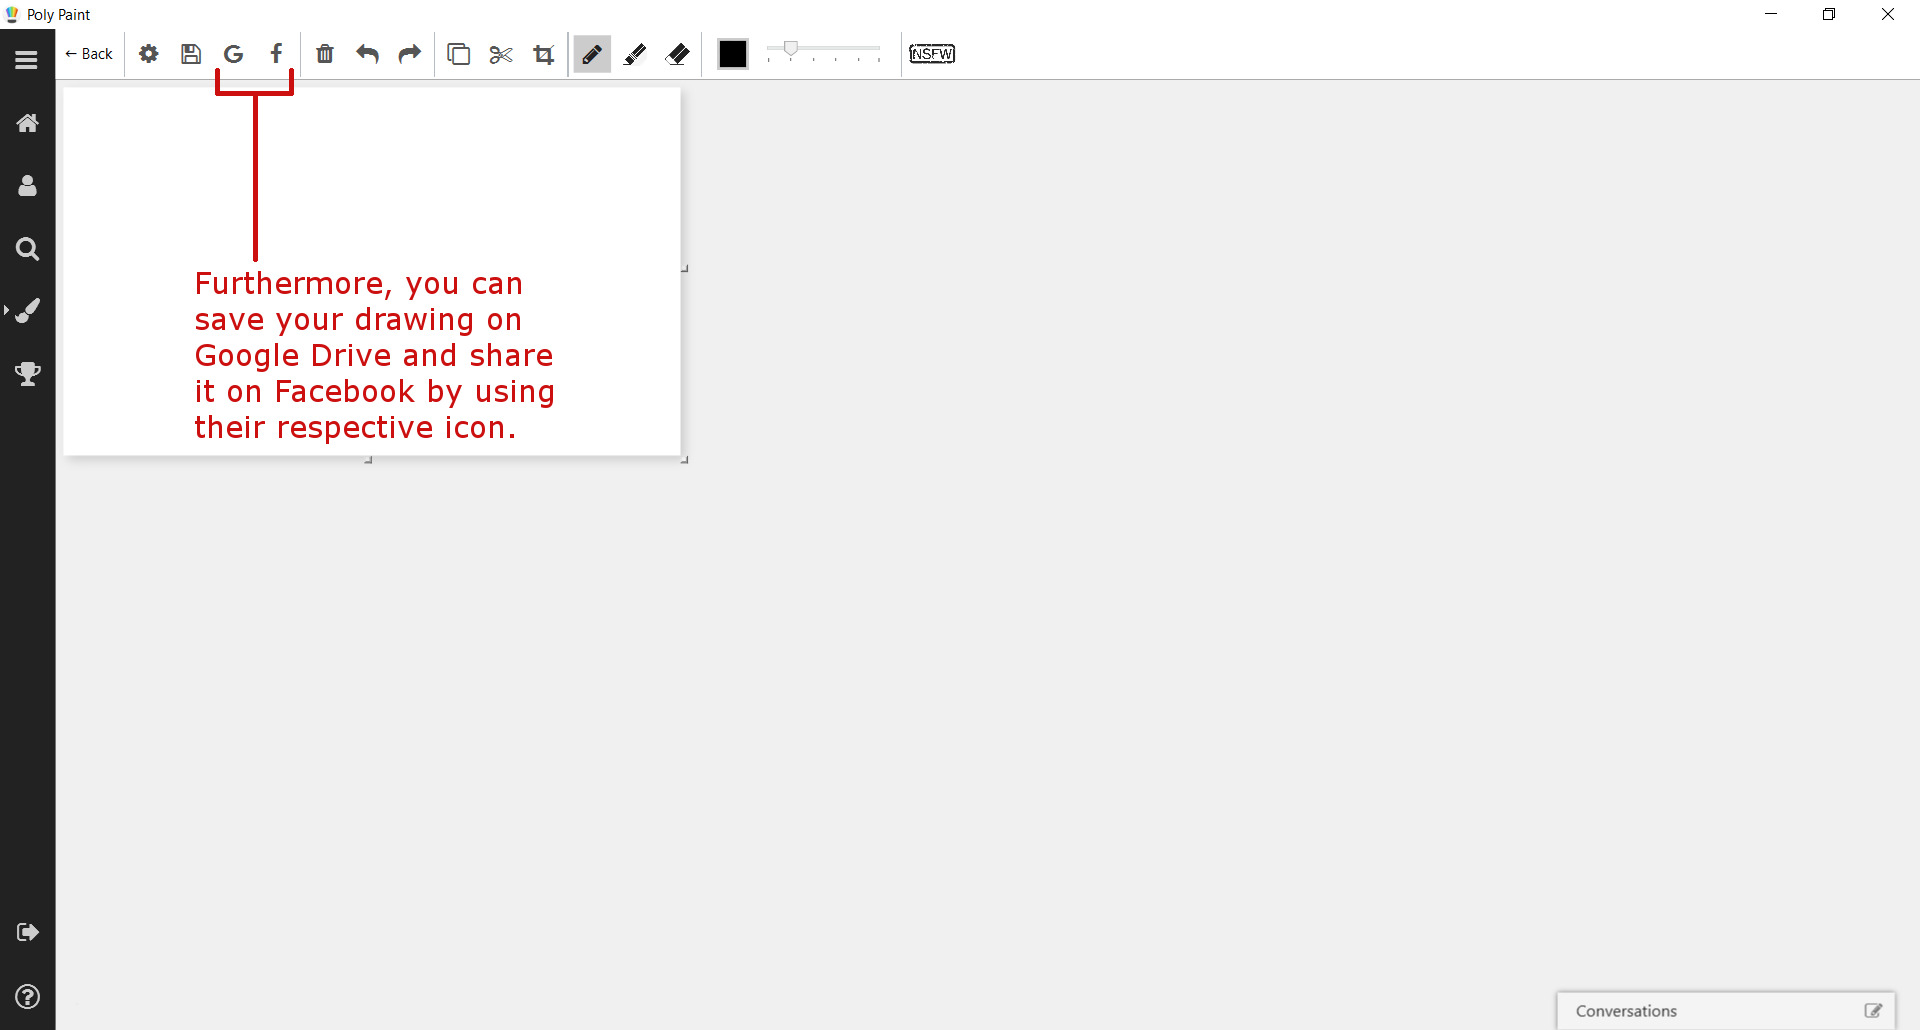 Poly Paint
← Back
NSFW
Furthermore, you can
save your drawing on
Google Drive and share
it on Facebook by using
their respective icon.
Conversations